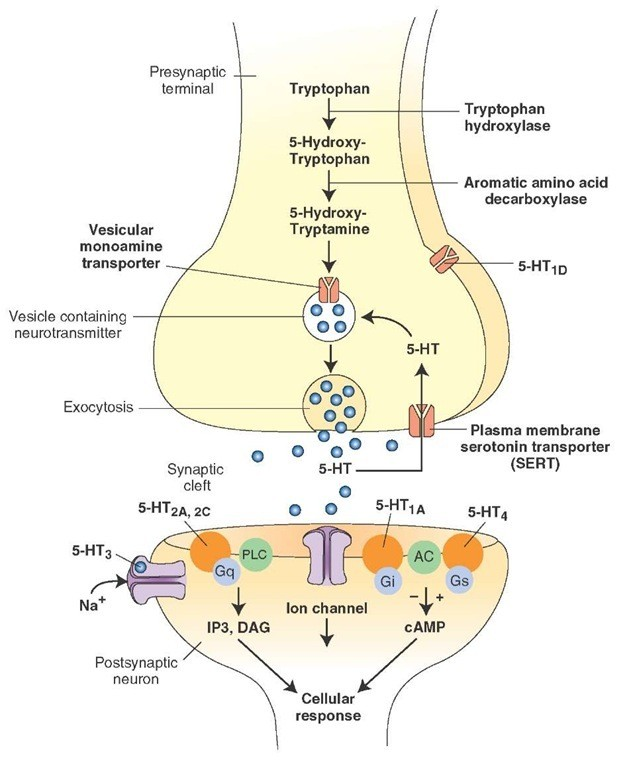 Presynaptic
terminal
Tryptophan
Tryptophan
hydroxylase
5-Hydroxy-
Tryptophan
Aromatic amino acid
decarboxylase
5-Hydroxy-
Tryptamine
Vesicular
monoamine
transporter
5-HT1D
Vesicle containing
neurotransmitter
5-HT
Exocytosis
Plasma membrane
serotonin transporter
(SERT)
5-HT
Synaptic
cleft
5-HT2A, 2C
5-HT1A
5-HT4
5-HT3
PLC
AC
Gq
Gi
Gs
Na+
Ion channel
− +
IP3, DAG
cAMP
Postsynaptic
neuron
Cellular
response